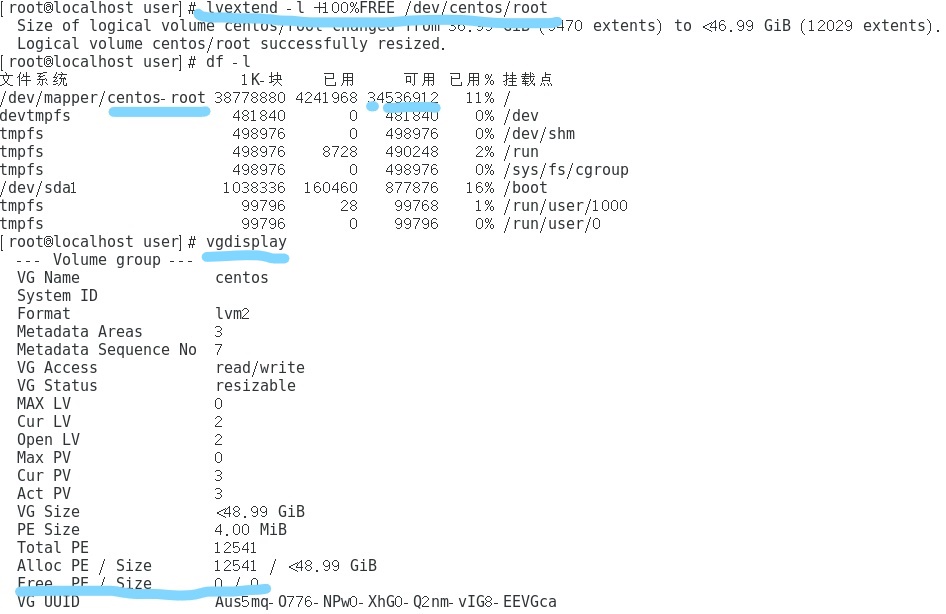 [root@localhost user]# lvextend -l +100%FREE /dev/centos/root
Size of logical volume centos/root changed from 36.99 GiB (9470 extents) to <46.99 GiB (12029 extents).
Logical volume centos/root successfully resized.
[root@localhost user]# df -l
文件系统 1K-块 已用 可用 已用% 挂载点
/dev/mapper/centos-root 38778880 4241968 34536912 11% /
devtmpfs 481840 0 481840 0% /dev
tmpfs 498976 0 498976 0% /dev/shm
tmpfs 498976 8728 490248 2% /run
tmpfs 498976 0 498976 0% /sys/fs/cgroup
/dev/sda1 1038336 160460 877876 16% /boot
tmpfs 99796 28 99768 1% /run/user/1000
tmpfs 99796 0 99796 0% /run/user/0
[root@localhost user]# vgdisplay
--- Volume group ---
VG Name centos
System ID
Format lvm2
Metadata Areas 3
Metadata Sequence No 7
VG Access read/write
VG Status resizable
MAX LV 0
Cur LV 2
Open LV 2
Max PV 0
Cur PV 3
Act PV 3
VG Size <48.99 GiB
PE Size 4.00 MiB
Total PE 12541
Alloc PE / Size 12541 / <48.99 GiB
Free PE / Size 0 / 0
VG UUID Aus5mq-O776-NPw0-XhG0-Q2nm-vIG8-EEVGca